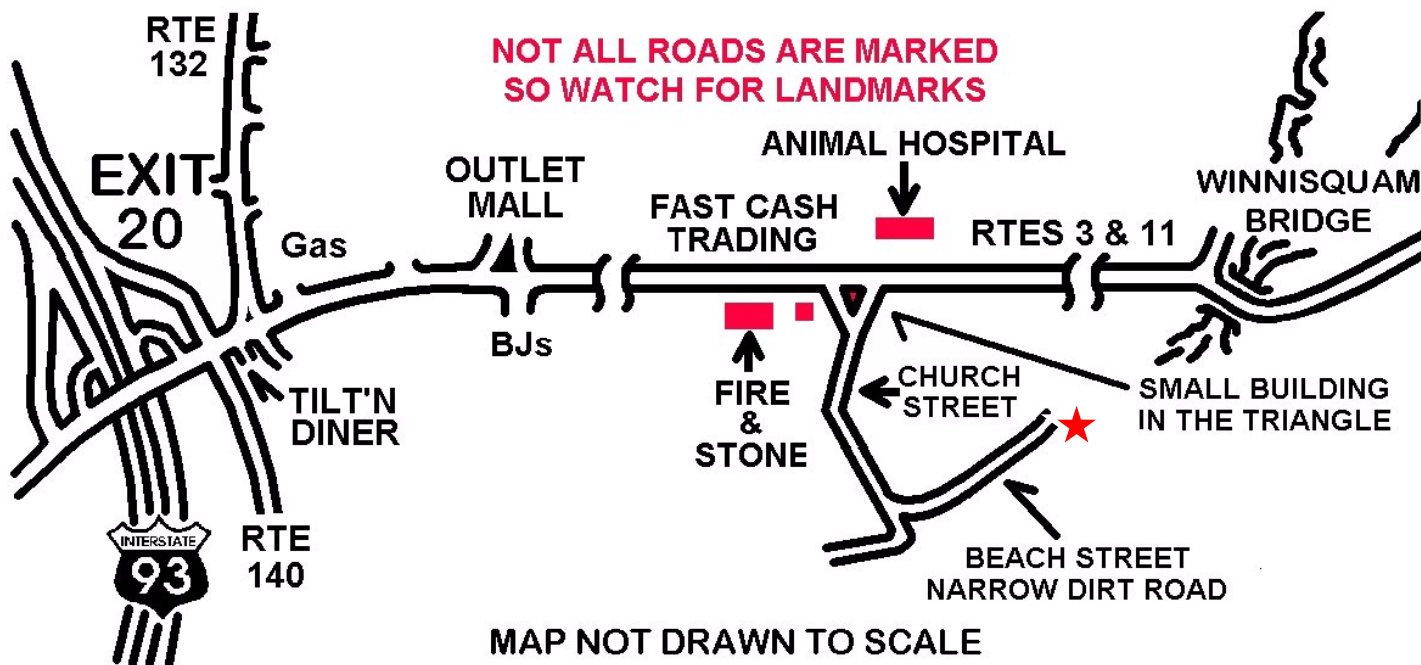 RTE
132
NOT ALL ROADS ARE MARKED
SO WATCH FOR LANDMARKS
ANIMAL HOSPITAL
EXIT
20
OUTLET
MALL
WINNISQUAM
BRIDGE
FAST CASH
TRADING
Gas
RTES 3 & 11
BJs
TILT'N
DINER
FIRE
&
STONE
CHURCH
STREET
SMALL BUILDING
IN THE TRIANGLE
INTERSTATE
93
RTE
140
BEACH STREET
NARROW DIRT ROAD
MAP NOT DRAWN TO SCALE